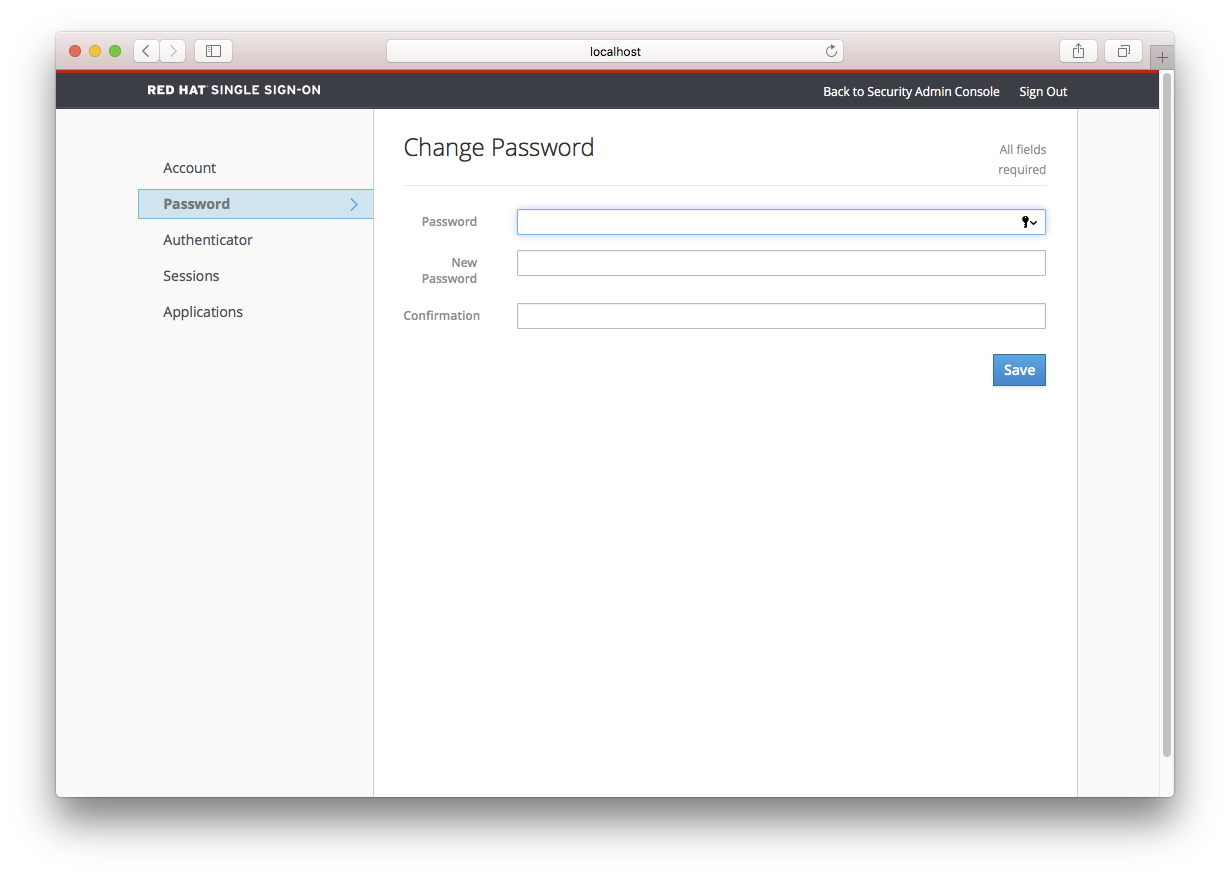 localhost
RED HAT SINGLE SIGN-ON
Back to Security Admin Console
Sign Out
Account
Password
Authenticator
Sessions
Applications
Change Password
All fields
required
Password
New
Password
Confirmation
Save